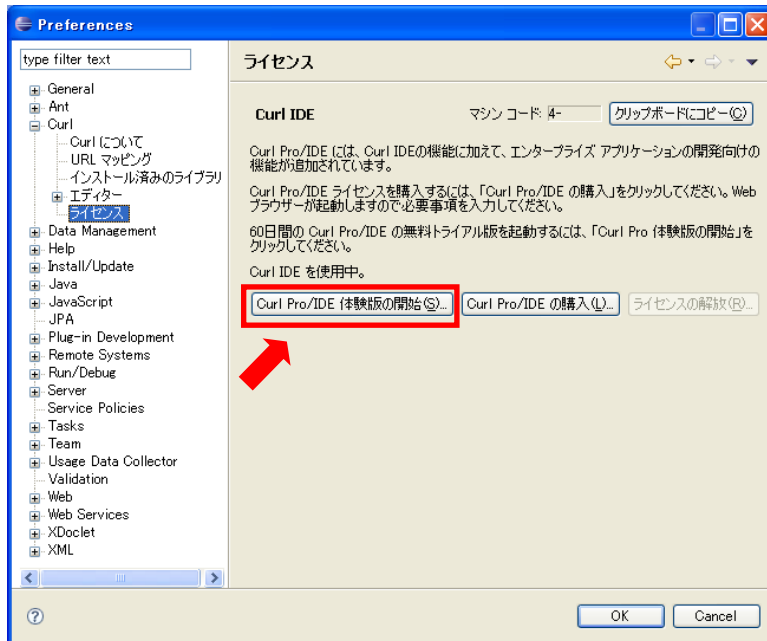 Preferences
type filter text
General
Ant
Curl
Curl について
URL マッピング
インストール済みのライブラリ
エディター
ライセンス
Data Management
Help
Install/Update
Java
JavaScript
JPA
Plug-in Development
Remote Systems
Run/Debug
Server
Service Policies
Tasks
Team
Usage Data Collector
Validation
Web
Web Services
XDoclet
XML
ライセンス
Curl IDE マシン コード: 4- クリップボードにコピー(C)
Curl Pro/IDE には、Curl IDEの機能に加えて、エンタープライズ アプリケーションの開発向けの
機能が追加されています。
Curl Pro/IDE ライセンスを購入するには、「Curl Pro/IDE の購入」をクリックしてください。Web
ブラウザーが起動しますので必要事項を入力してください。
60日間の Curl Pro/IDE の無料トライアル版を起動するには、「Curl Pro 体験版の開始」を
クリックしてください。
Curl IDE を使用中。
Curl Pro/IDE 体験版の開始(S)... Curl Pro/IDE の購入(L)... ライセンスの解放(R)...
OK Cancel